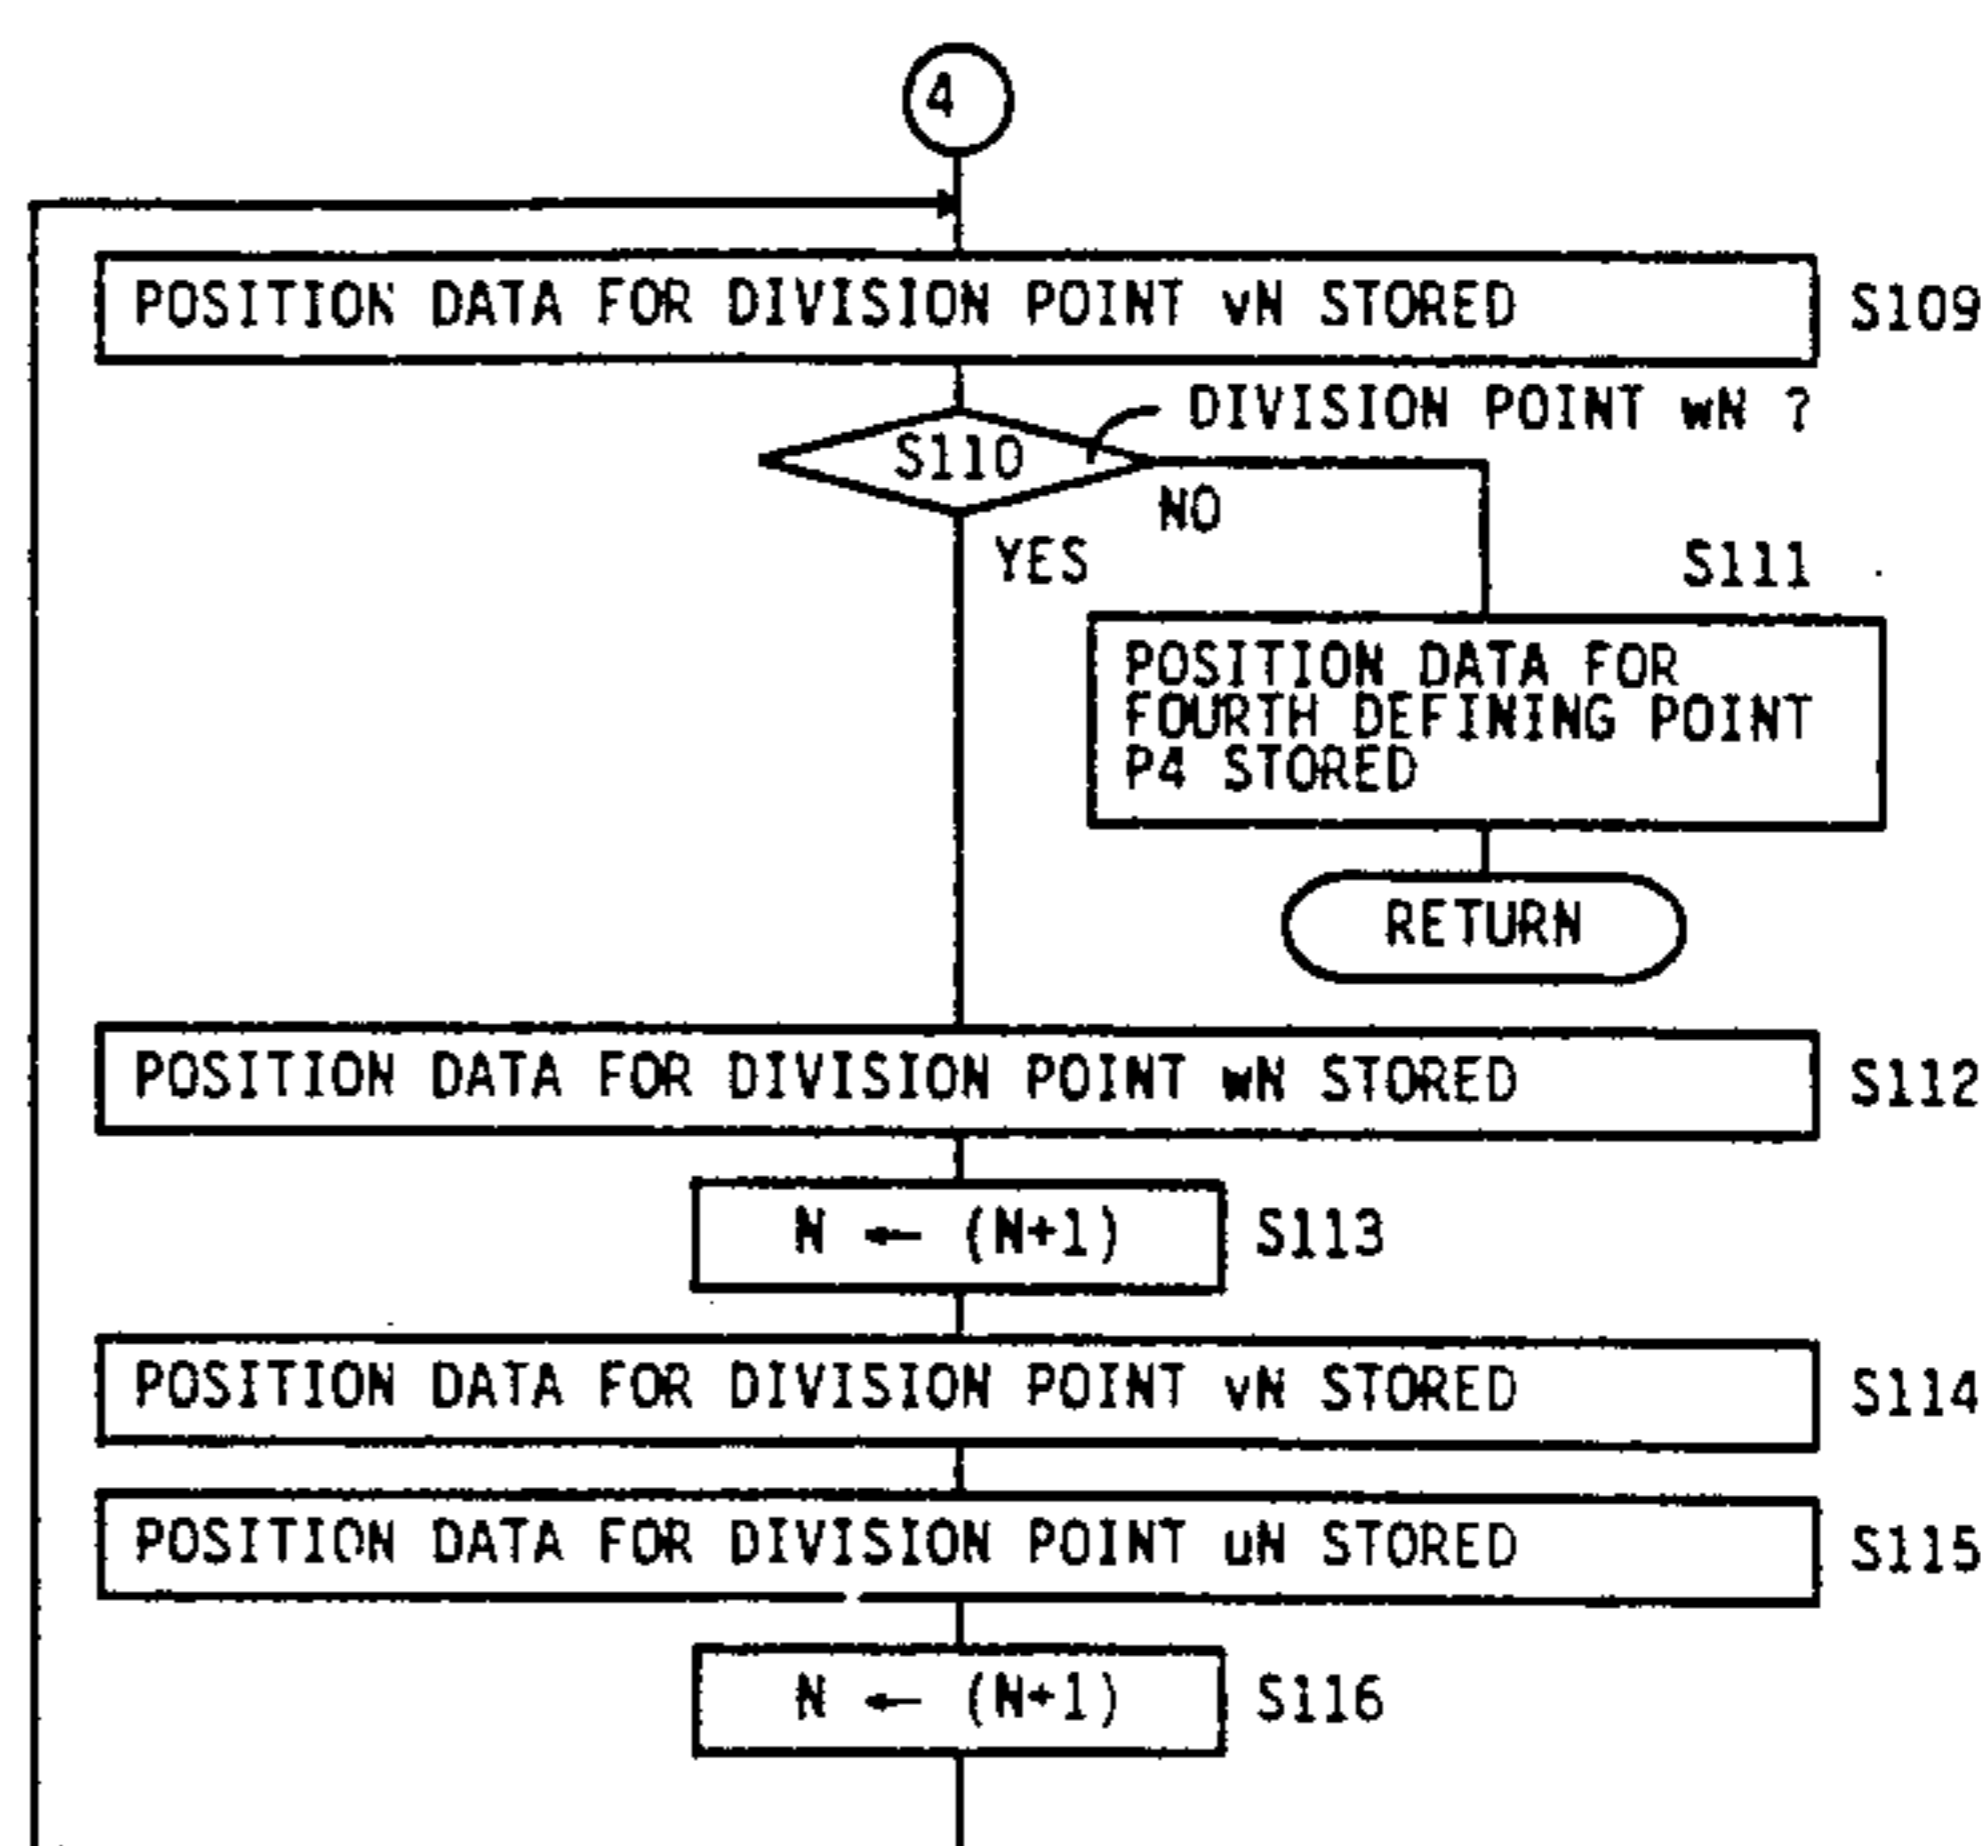 4
POSITION DATA FOR DIVISION POINT vN STORED
S109
DIVISION POINT wN ?
S110
NO
YES
S111
POSITION DATA FOR
FOURTH DEFINING POINT
P4 STORED
RETURN
POSITION DATA FOR DIVISION POINT wN STORED
S112
N ← (N+1)
S113
POSITION DATA FOR DIVISION POINT vN STORED
S114
POSITION DATA FOR DIVISION POINT uN STORED
S115
N ← (N+1)
S116